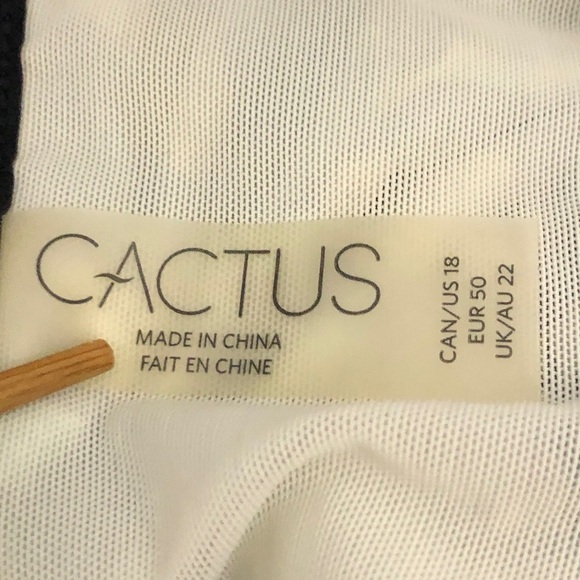 CACTUS
MADE IN CHINA
FAIT EN CHINE
CAN/US 18
EUR 50
UK/AU 22